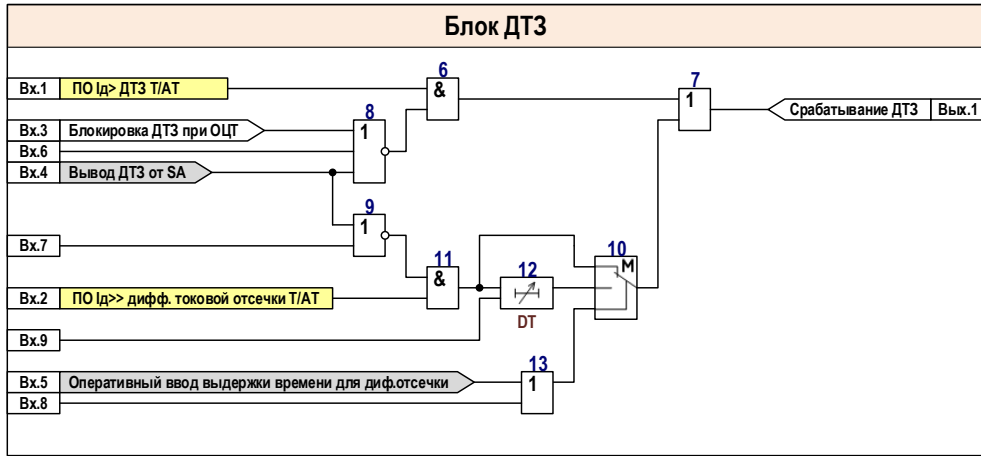 Блок ДТЗ
Вх.1 ПО Iд> ДТЗ Т/АТ
6
&
7
1
Срабатывание ДТЗ Вых.1
8
1
Вх.3 Блокировка ДТЗ при ОЦТ
Вх.6
Вх.4 Вывод ДТЗ от SA
9
1
Вх.7
11
&
12
10
М
Вх.2 ПО Iд>> дифф. токовой отсечки Т/АТ
DT
Вх.9
13
1
Вх.5 Оперативный ввод выдержки времени для диф.отсечки
Вх.8